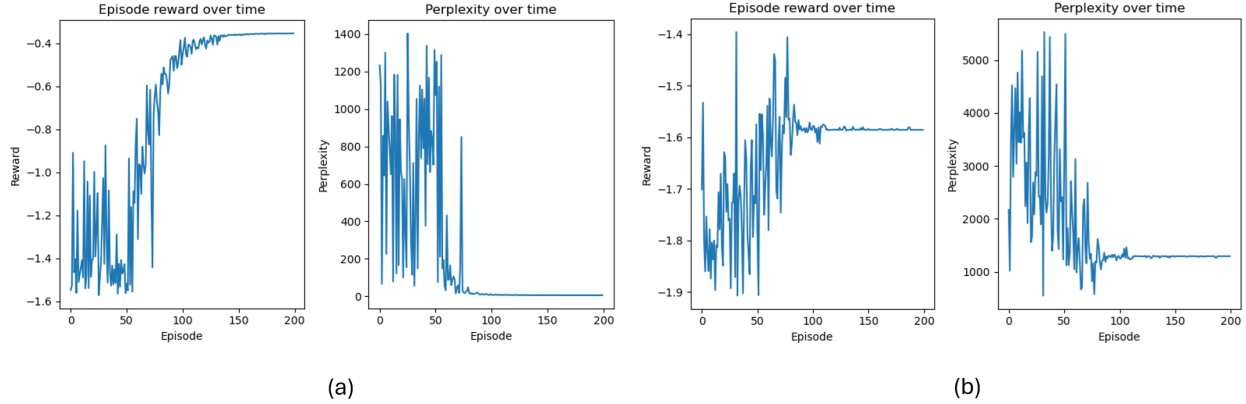 Episode reward over time
Reward
−0.4
−0.6
−0.8
−1.0
−1.2
−1.4
−1.6
0 50 100 150 200
Episode
Perplexity over time
Perplexity
1400
1200
1000
800
600
400
200
0
0 50 100 150 200
Episode
(a)
Episode reward over time
Reward
−1.4
−1.5
−1.6
−1.7
−1.8
−1.9
0 50 100 150 200
Episode
Perplexity over time
Perplexity
5000
4000
3000
2000
1000
0 50 100 150 200
Episode
(b)